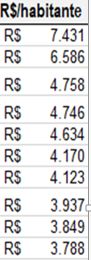 R$/habitante
R$ 7.431
R$ 6.586
R$ 4.758
R$ 4.746
R$ 4.634
R$ 4.170
R$ 4.123
R$ 3.937
R$ 3.849
R$ 3.788